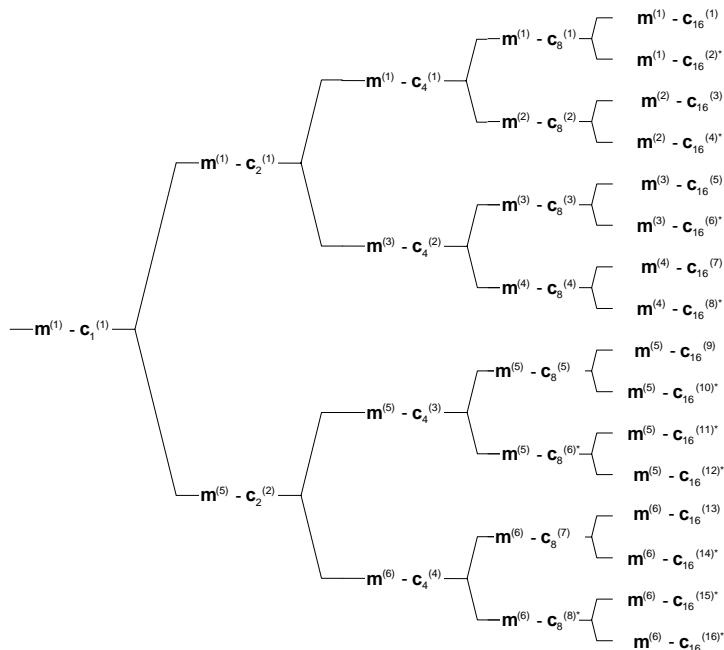 m(1) - c16(1)
m(1) - c8(1)
m(1) - c16(2)*
m(1) - c4(1)
m(2) - c16(3)
m(2) - c8(2)
m(2) - c16(4)*
m(1) - c2(1)
m(3) - c16(5)
m(3) - c8(3)
m(3) - c16(6)*
m(3) - c4(2)
m(4) - c16(7)
m(4) - c8(4)
m(4) - c16(8)*
m(1) - c1(1)
m(5) - c16(9)
m(5) - c8(5)
m(5) - c16(10)*
m(5) - c4(3)
m(5) - c16(11)*
m(5) - c8(6)*
m(5) - c16(12)*
m(5) - c2(2)
m(6) - c16(13)
m(6) - c8(7)
m(6) - c16(14)*
m(6) - c4(4)
m(6) - c16(15)*
m(6) - c8(8)*
m(6) - c16(16)*